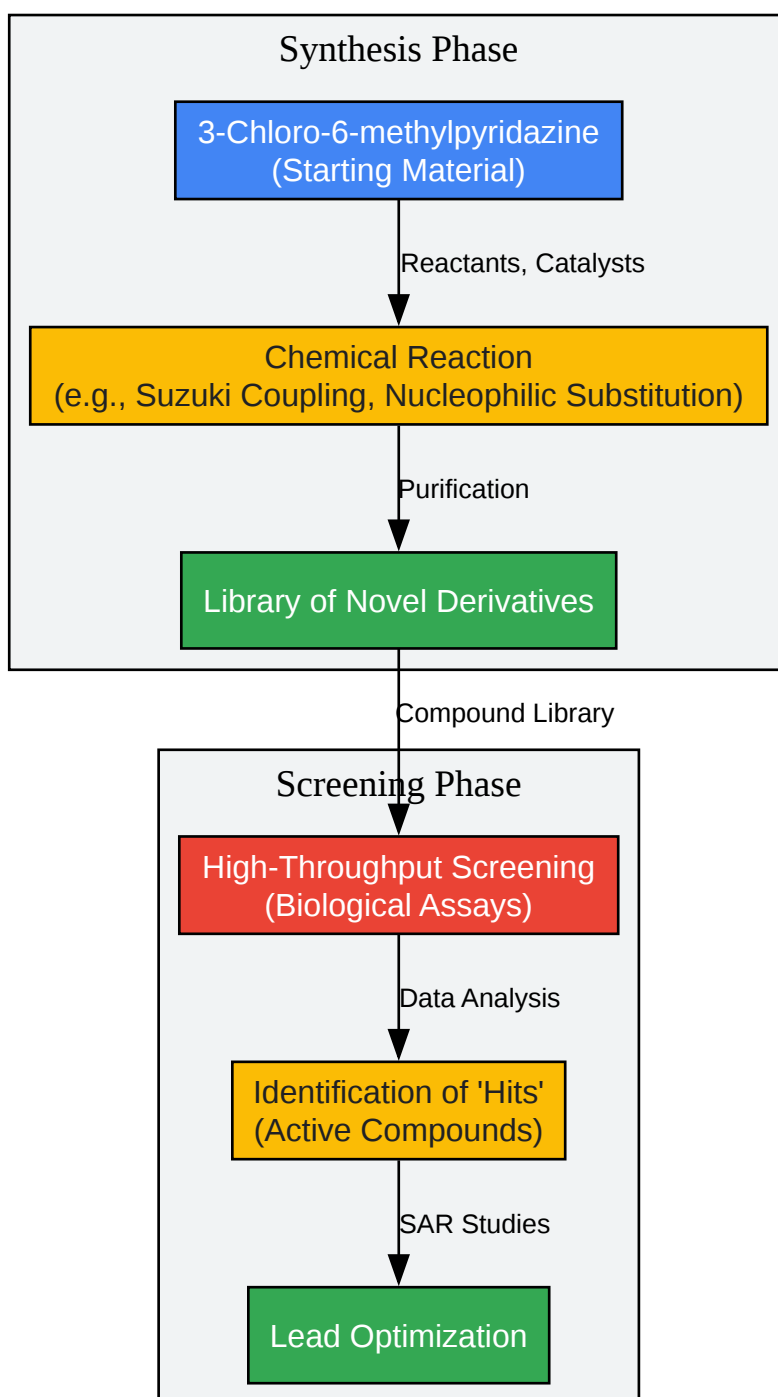 Synthesis Phase
3-Chloro-6-methylpyridazine
(Starting Material)
Reactants, Catalysts
Chemical Reaction
(e.g., Suzuki Coupling, Nucleophilic Substitution)
Purification
Library of Novel Derivatives
Compound Library
Screening Phase
High-Throughput Screening
(Biological Assays)
Data Analysis
Identification of 'Hits'
(Active Compounds)
SAR Studies
Lead Optimization